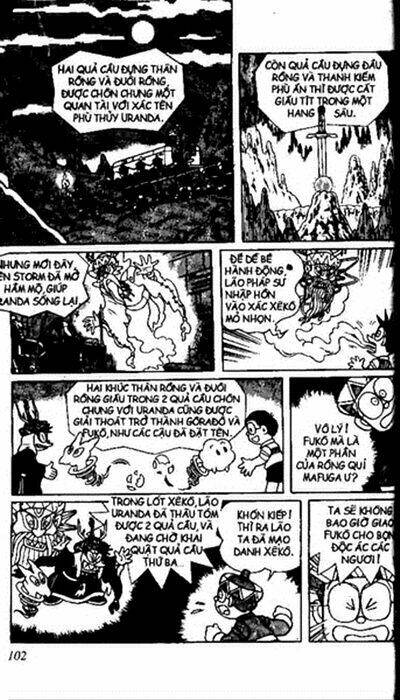 HAI QUẢ CẦU ĐỰNG THÂN
RỒNG VÀ ĐUÔI RỒNG,
ĐƯỢC CHÔN CHUNG MỘT
QUAN TÀI VỚI XÁC TÊN
PHÙ THỦY URANDA.
CÒN QUẢ CẦU ĐỰNG ĐẦU
RỒNG VÀ THANH KIẾM
PHÙ ẤN THÌ ĐƯỢC CẤT
GIẤU TÍT TRONG MỘT
HANG SÂU.
NHƯNG MỚI ĐÂY,
STORM ĐÃ MỞ
HẦM MỘ, GIÚP
SỐNG LẠI.
ĐỂ DỄ BỀ
HÀNH ĐỘNG,
LÃO PHÁP SƯ
NHẬP HỒN
VÀO XÁC XÊKÔ
MỎ NHỌN.
HAI KHÚC THÂN RỒNG VÀ ĐUÔI
RỒNG GIẤU TRONG 2 QUẢ CẦU CHÔN
CHUNG VỚI URANDA CŨNG ĐƯỢC
GIẢI THOÁT TRỞ THÀNH GÔRAĐÔ VÀ
FUKÔ, NHƯ CÁC CẬU ĐÃ ĐẶT TÊN.
VÔ LÝ !
FUKÔ MÀ LÀ
MỘT PHẦN
CỦA RỒNG QUỈ
MAFUGA Ư?
TRONG LỐT XÊKÔ, LÃO
URANDA ĐÃ THÂU TÓM
ĐƯỢC 2 QUẢ CẦU, VÀ
ĐANG CHỜ KHAI
QUẬT QUẢ CẦU
THỨ BA...
KHỐN KIẾP !
THÌ RA LÃO
TA ĐÃ MẠO
DANH XÊKÔ.
TA SẼ KHÔNG
BAO GIỜ GIAO
FUKÔ CHO BỌN
ĐỘC ÁC CÁC
NGƯƠI !
102